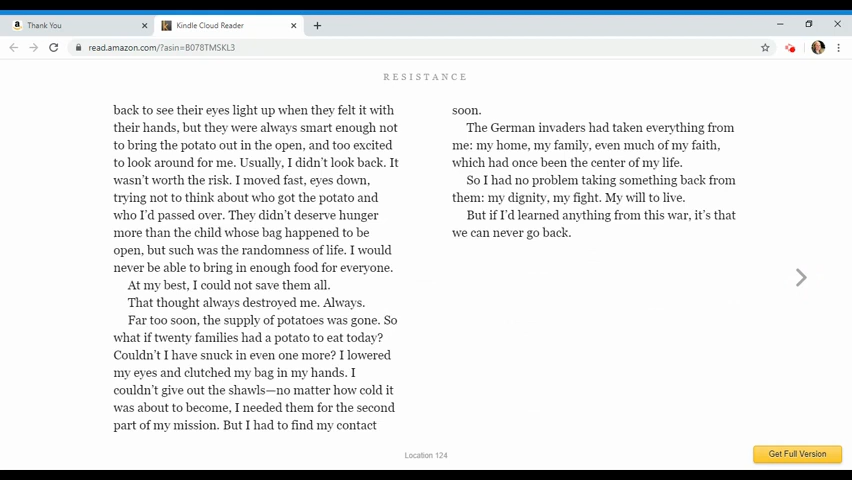 Thank You
Kindle Cloud Reader
read.amazon.com/?asin=B078TMSKL3
RESISTANCE
back to see their eyes light up when they felt it with
their hands, but they were always smart enough not
to bring the potato out in the open, and too excited
to look around for me. Usually, I didn't look back. It
wasn't worth the risk. I moved fast, eyes down,
trying not to think about who got the potato and
who I'd passed over. They didn't deserve hunger
more than the child whose bag happened to be
open, but such was the randomness of life. I would
never be able to bring in enough food for everyone.
At my best, I could not save them all.
That thought always destroyed me. Always.
Far too soon, the supply of potatoes was gone. So
what if twenty families had a potato to eat today?
Couldn't I have snuck in even one more? I lowered
my eyes and clutched my bag in my hands. I
couldn't give out the shawls—no matter how cold it
was about to become, I needed them for the second
part of my mission. But I had to find my contact
soon.
The German invaders had taken everything from
me: my home, my family, even much of my faith,
which had once been the center of my life.
So I had no problem taking something back from
them: my dignity, my fight. My will to live.
But if I'd learned anything from this war, it's that
we can never go back.
Location 124
Get Full Version